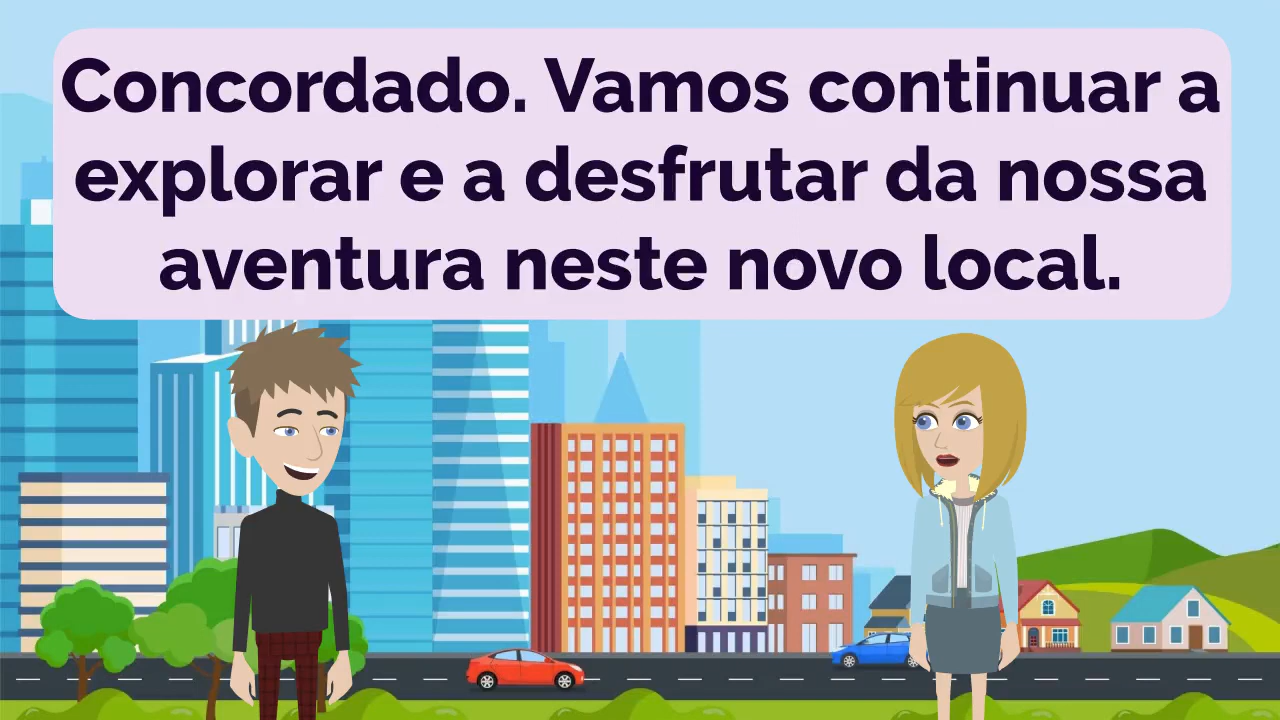 Concordado. Vamos continuar a
explorar e a desfrutar da nossa
aventura neste novo local.